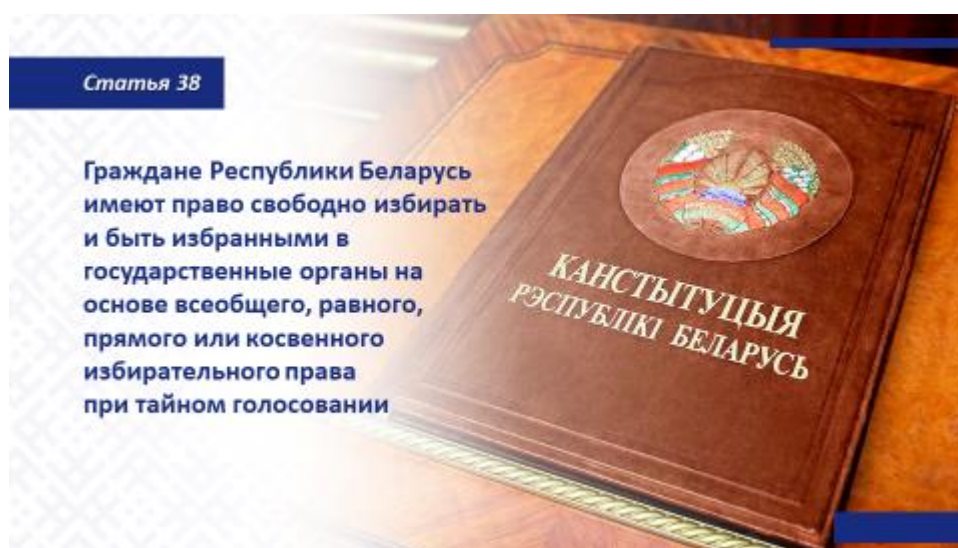 Статья 38
Граждане Республики Беларусь
имеют право свободно избирать
и быть избранными в
государственные органы на
основе всеобщего, равного,
прямого или косвенного
избирательного права
при тайном голосовании
КАНСТЫТУЦЫЯ
РЭСПУБЛІКІ БЕЛАРУСЬ